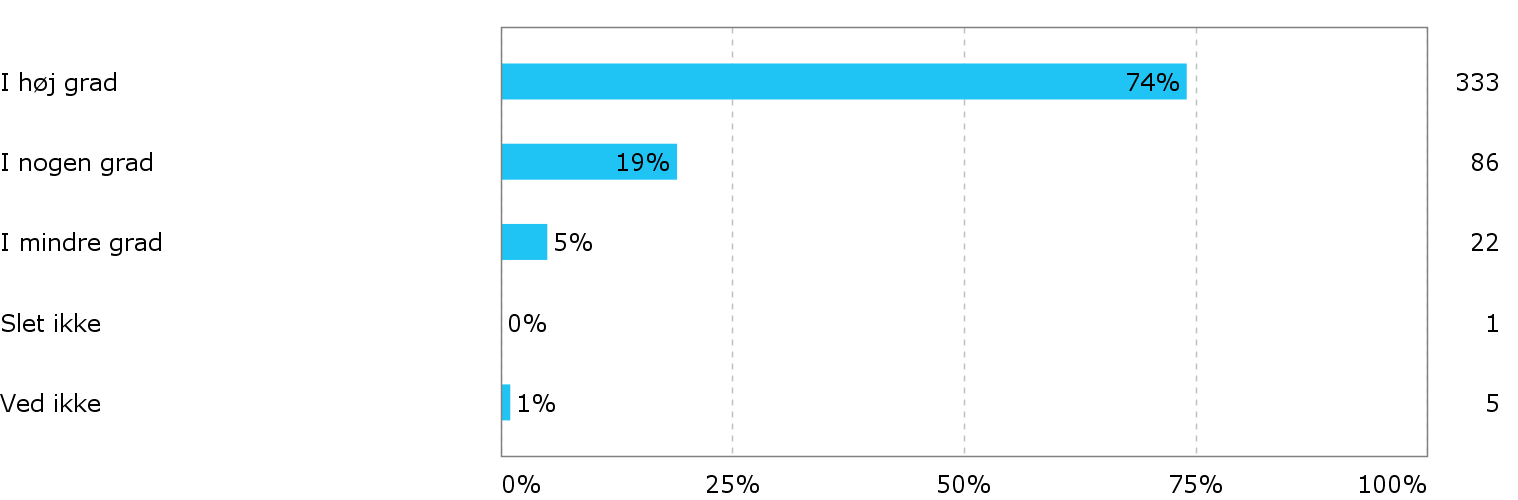 I høj grad 74% 333
I nogen grad 19% 86
I mindre grad 5% 22
Slet ikke 0% 1
Ved ikke 1% 5
0% 25% 50% 75% 100%